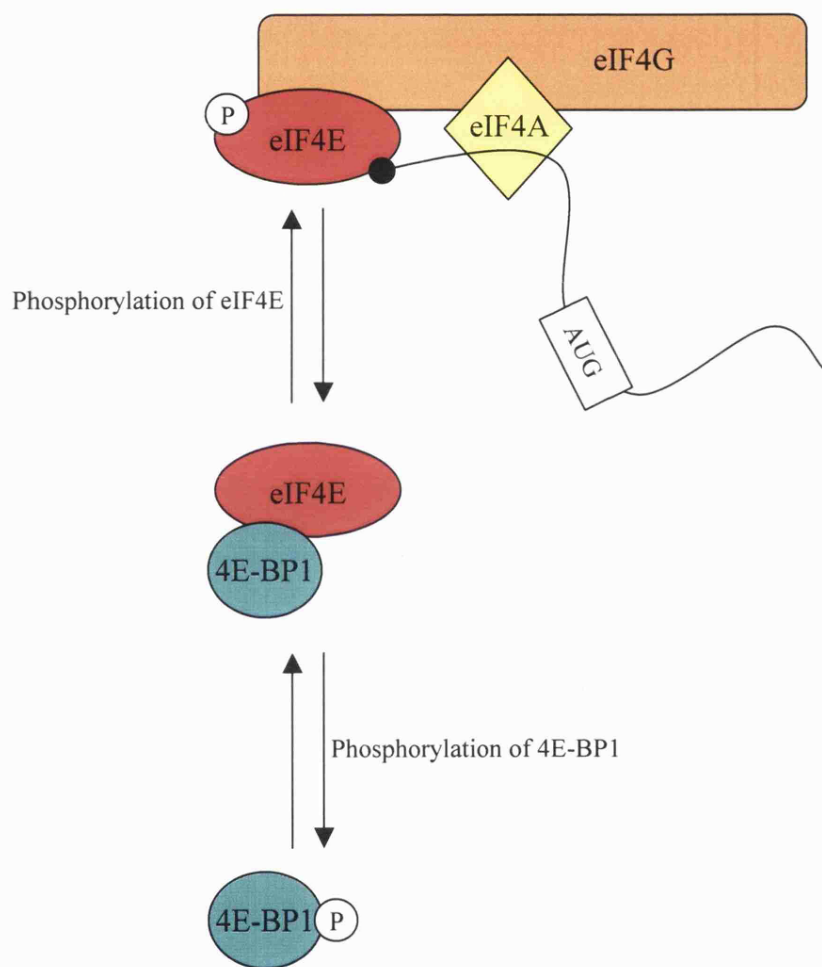 eIF4G
P
eIF4E
eIF4A
Phosphorylation of eIF4E
AUG
eIF4E
4E-BP1
Phosphorylation of 4E-BP1
4E-BP1
P